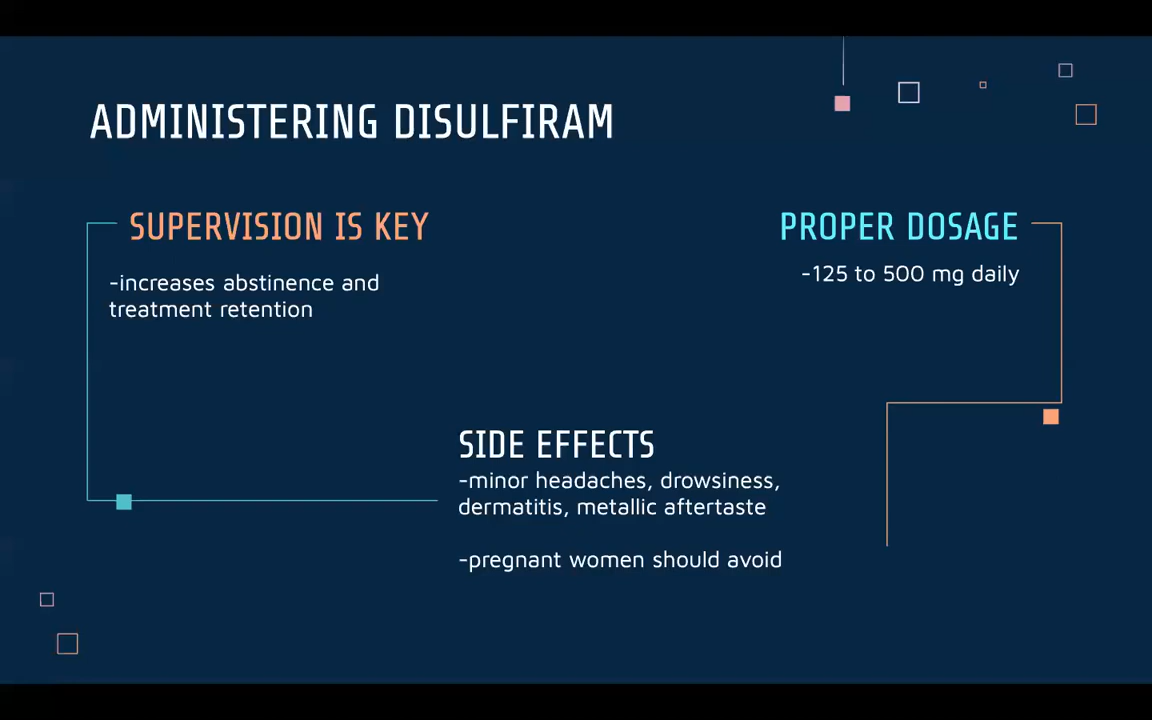 ADMINISTERING DISULFIRAM
SUPERVISION IS KEY
-increases abstinence and
treatment retention
PROPER DOSAGE
-125 to 500 mg daily
SIDE EFFECTS
-minor headaches, drowsiness,
dermatitis, metallic aftertaste
-pregnant women should avoid